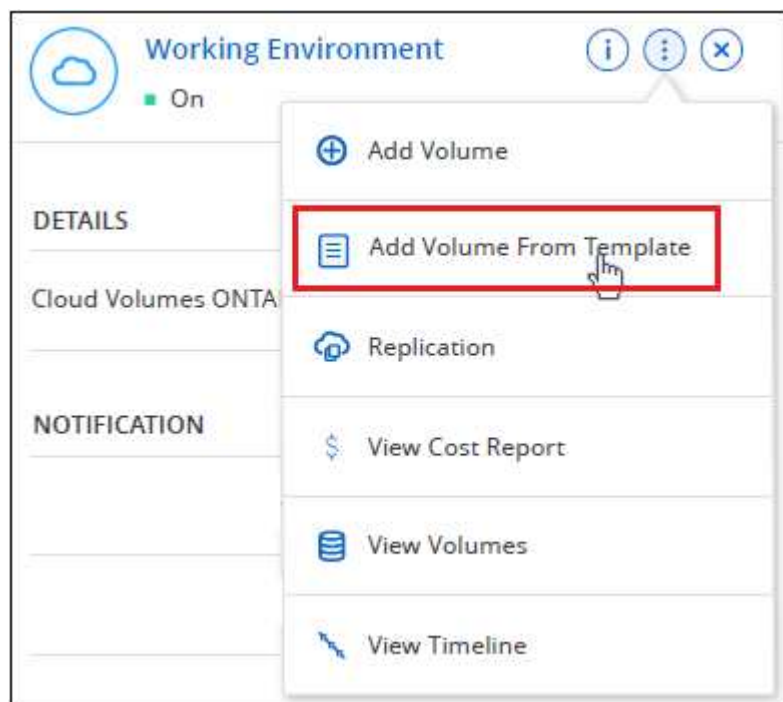 Working Environment
On
Add Volume
DETAILS
Add Volume From Template
Cloud Volumes ONTA
Replication
NOTIFICATION
View Cost Report
View Volumes
View Timeline